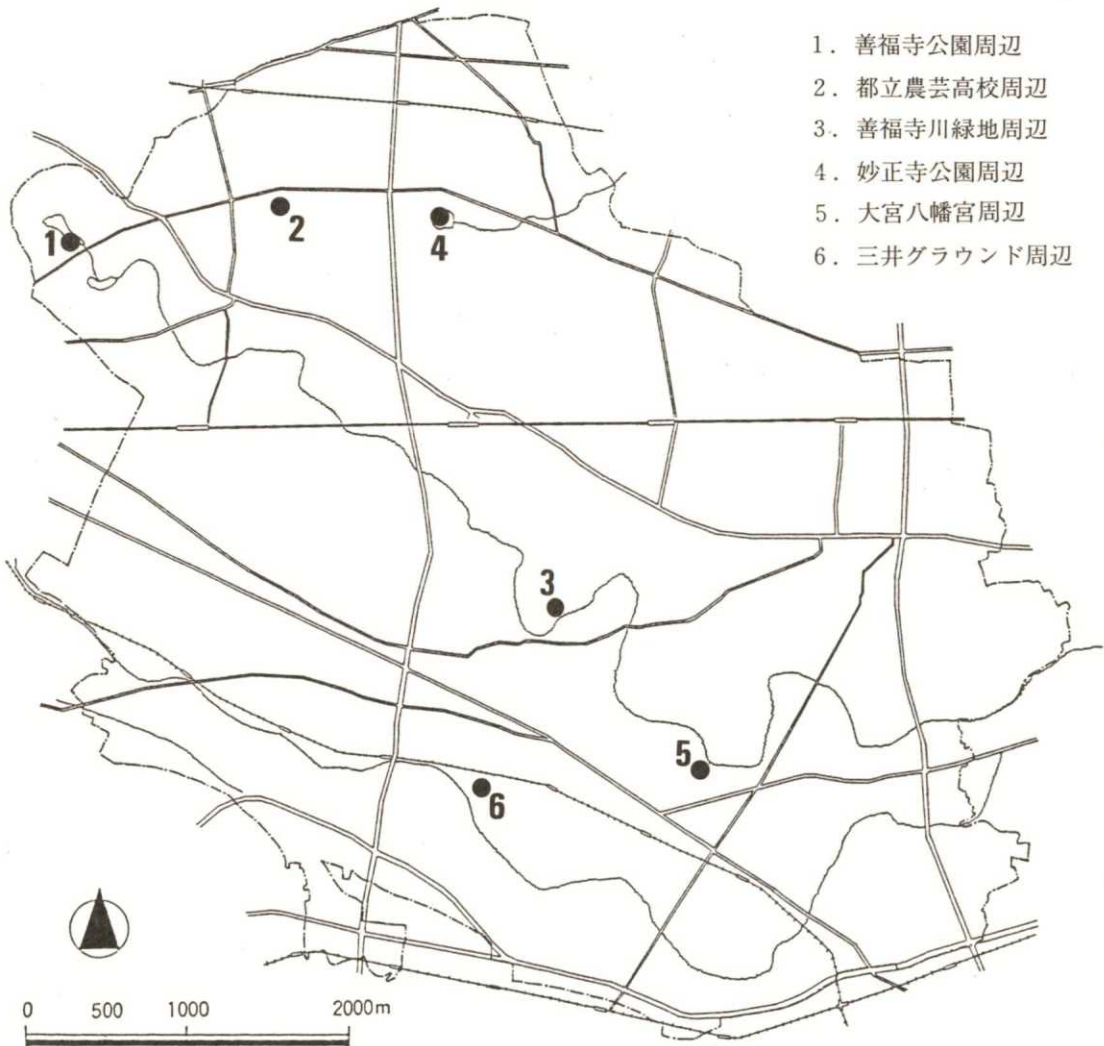 1. 善福寺公園周辺
2. 都立農芸高校周辺
3. 善福寺川緑地周辺
4. 妙正寺公園周辺
5. 大宮八幡宮周辺
6. 三井グラウンド周辺
1
2
4
3
5
6
0 500 1000 2000m